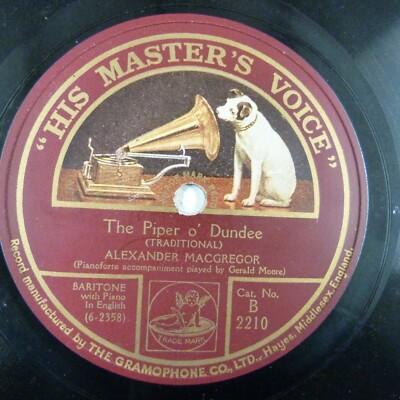 "HIS MASTER'S VOICE"
The Piper o' Dundee
(TRADITIONAL)
ALEXANDER MACGREGOR
(Pianoforte accompaniment played by Gerald Moore)
BARITONE
with Piano
In English
(6-2358)
TRADE MARK
Cat. No.
B
2210
Record manufactured by THE GRAMOPHONE CO., LTD., Hayes, Middlesex, England.